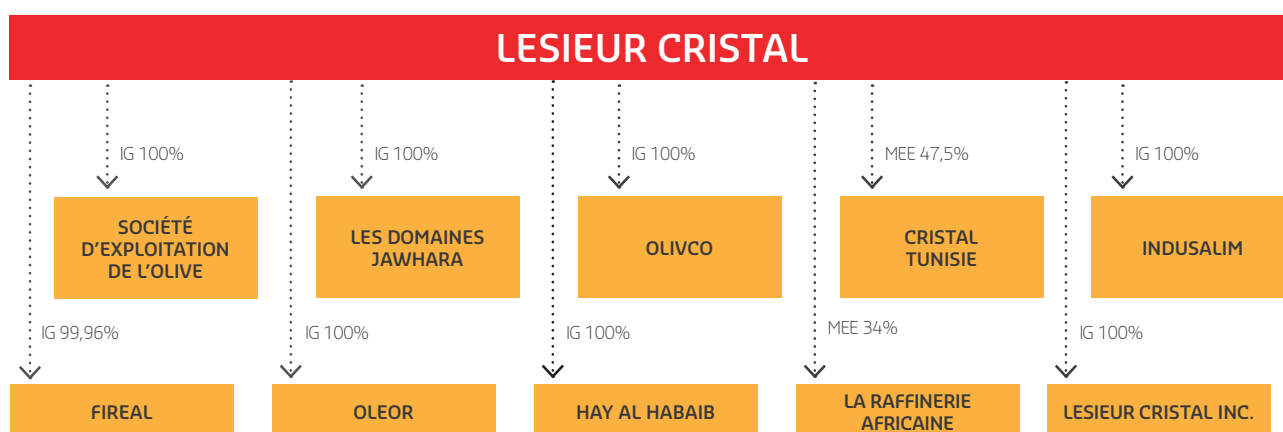 LESIEUR CRISTAL
IG 100%
IG 100%
IG 100%
MEE 47,5%
IG 100%
SOCIÉTÉ
D'EXPLOITATION
DE L'OLIVE
LES DOMAINES
JAWHARA
OLIVCO
CRISTAL
TUNISIE
INDUSALIM
IG 99,96%
IG 100%
IG 100%
MEE 34%
IG 100%
FIREAL
OLEOR
HAY AL HABAIB
LA RAFFINERIE
AFRICAINE
LESIEUR CRISTAL INC.